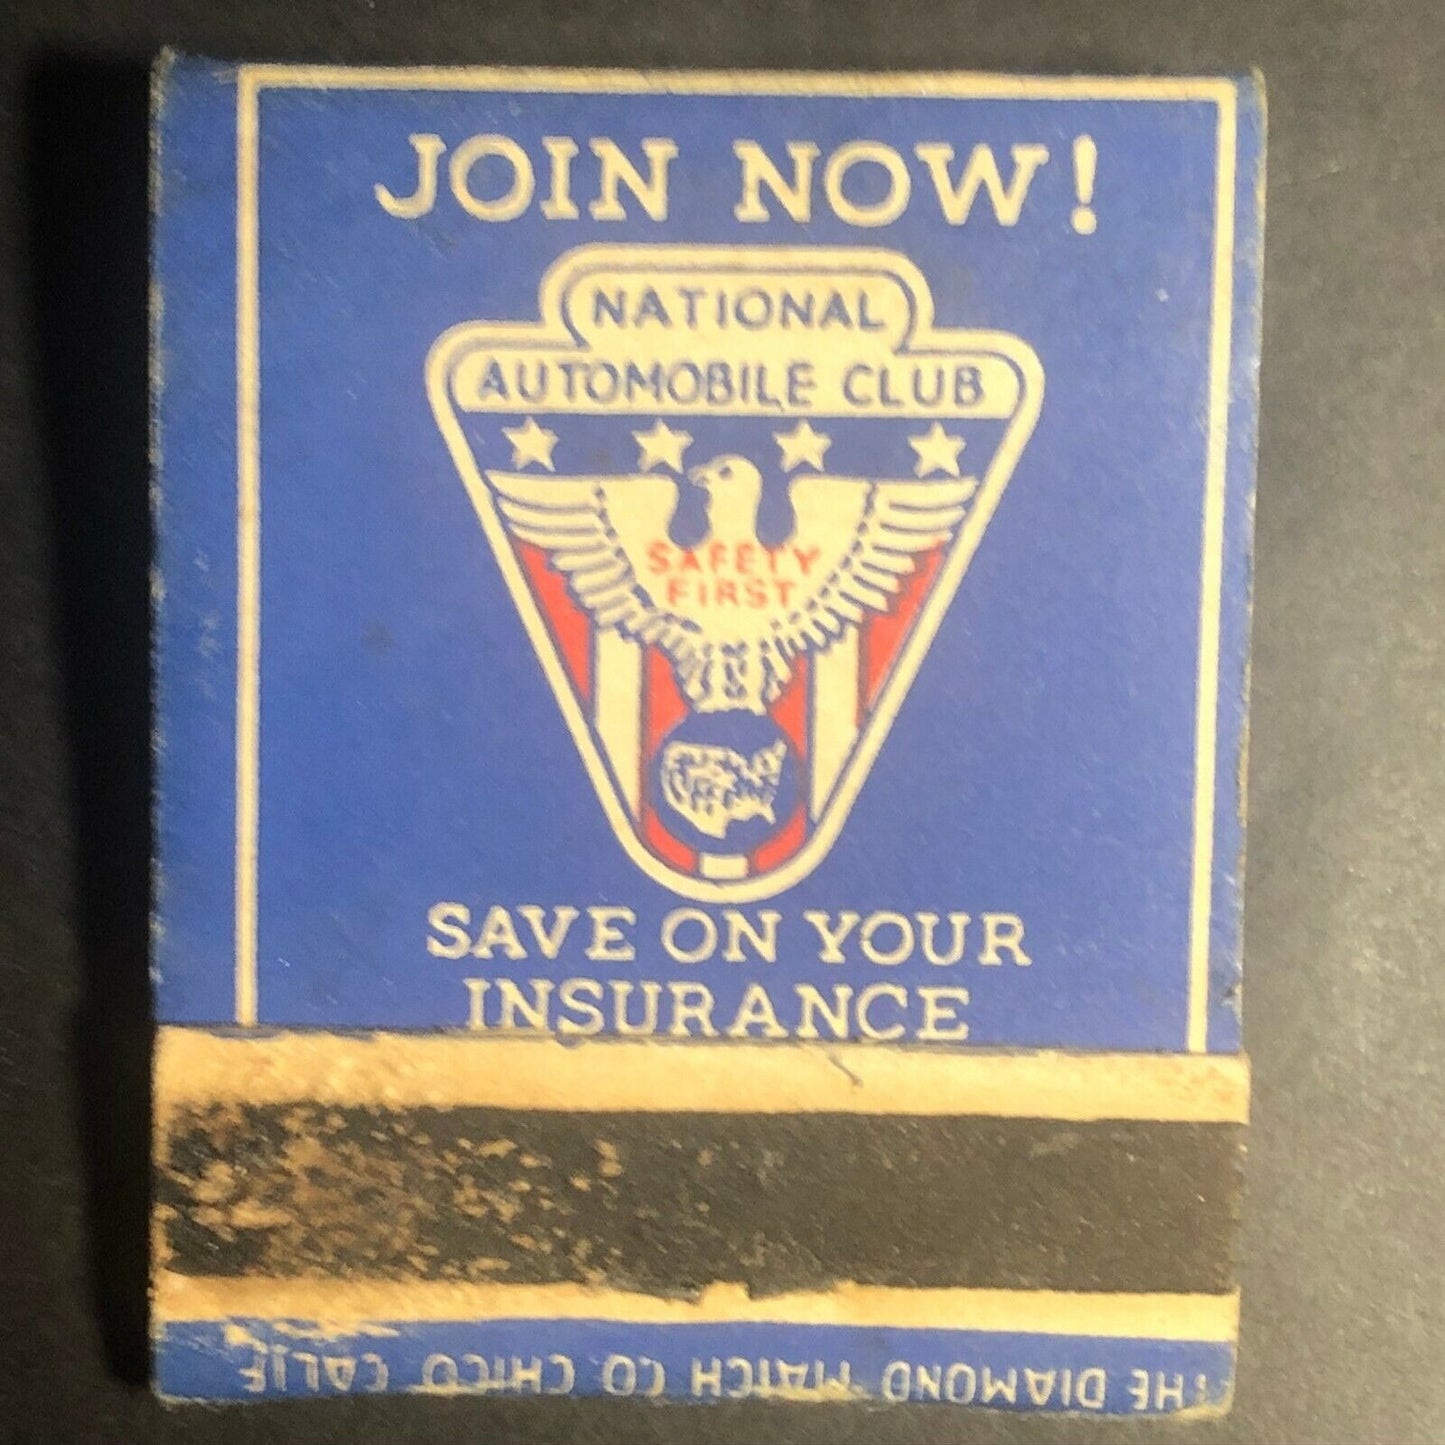 JOIN NOW!
NATIONAL
AUTOMOBILE CLUB
SAFETY
FIRST
SAVE ON YOUR
INSURANCE
THE DIAMOND MATCH CO CHICO CALIF